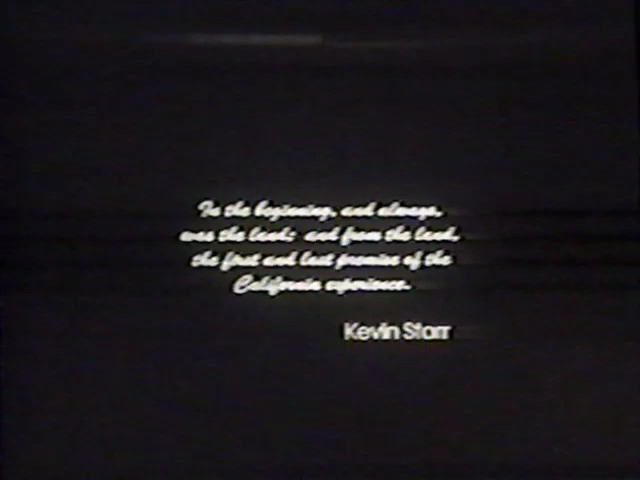 In the beginning, and always,
was the land; and from the land,
the first and last promise of the
California experience.
Kevin Starr